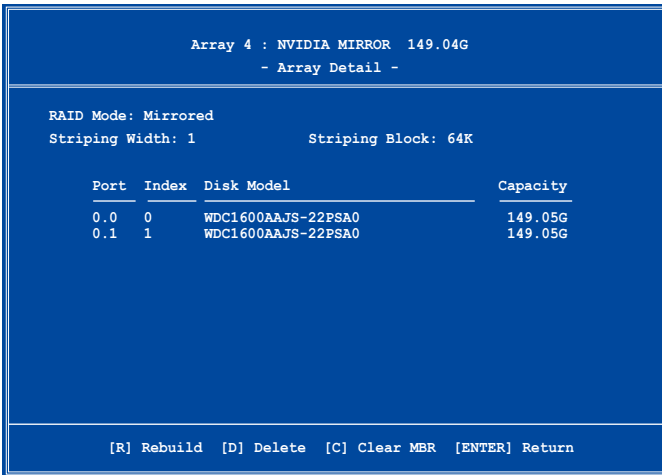 Array 4 : NVIDIA MIRROR 149.04G
- Array Detail -
RAID Mode: Mirrored
Striping Width: 1 Striping Block: 64K
Port Index Disk Model Capacity
0.0 0 WDC1600AAJS-22PSA0 149.05G
0.1 1 WDC1600AAJS-22PSA0 149.05G
[R] Rebuild [D] Delete [C] Clear MBR [ENTER] Return